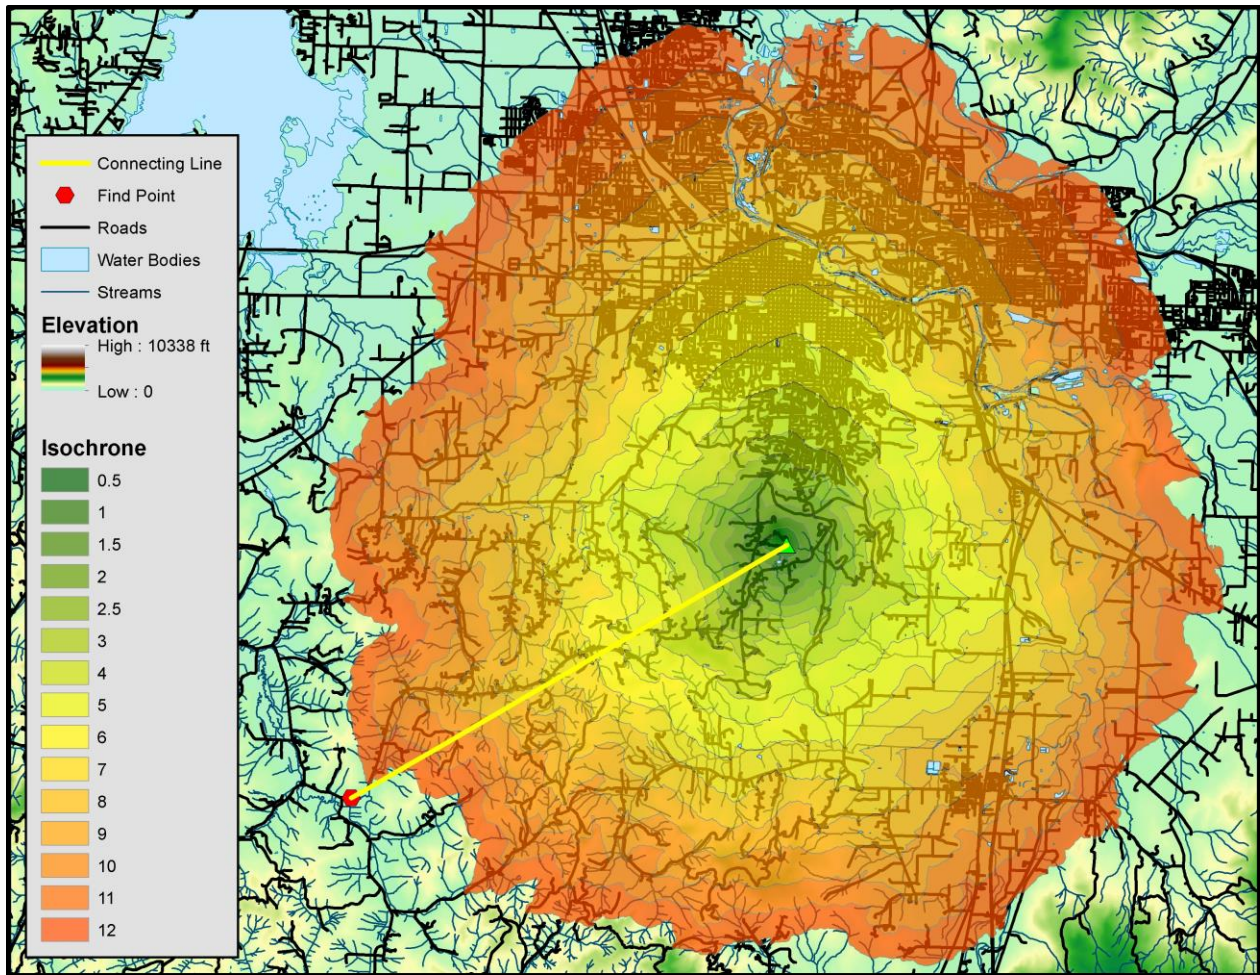 Connecting Line
Find Point
Roads
Water Bodies
Streams
Elevation
High : 10338 ft
Low : 0
Isochrone
0.5
1
1.5
2
2.5
3
4
5
6
7
8
9
10
11
12